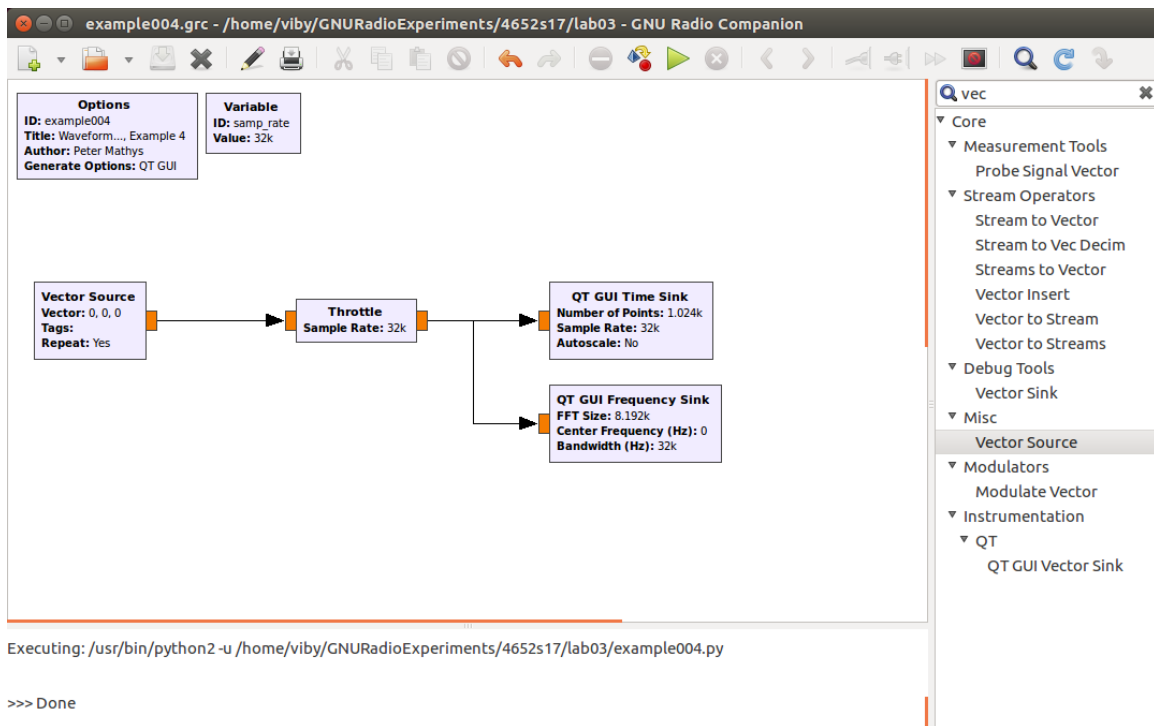 example004.grc - /home/viby/GNURadioExperiments/4652s17/lab03 - GNU Radio Companion
Options
ID: example004
Title: Waveform..., Example 4
Author: Peter Mathys
Generate Options: QT GUI
Variable
ID: samp_rate
Value: 32k
Vector Source
Vector: 0, 0, 0
Tags:
Repeat: Yes
Throttle
Sample Rate: 32k
QT GUI Time Sink
Number of Points: 1.024k
Sample Rate: 32k
Autoscale: No
QT GUI Frequency Sink
FFT Size: 8.192k
Center Frequency (Hz): 0
Bandwidth (Hz): 32k
vec
Core
Measurement Tools
Probe Signal Vector
Stream Operators
Stream to Vector
Stream to Vec Decim
Streams to Vector
Vector Insert
Vector to Stream
Vector to Streams
Debug Tools
Vector Sink
Misc
Vector Source
Modulators
Modulate Vector
Instrumentation
QT
QT GUI Vector Sink
Executing: /usr/bin/python2 -u /home/viby/GNURadioExperiments/4652s17/lab03/example004.py
>>> Done